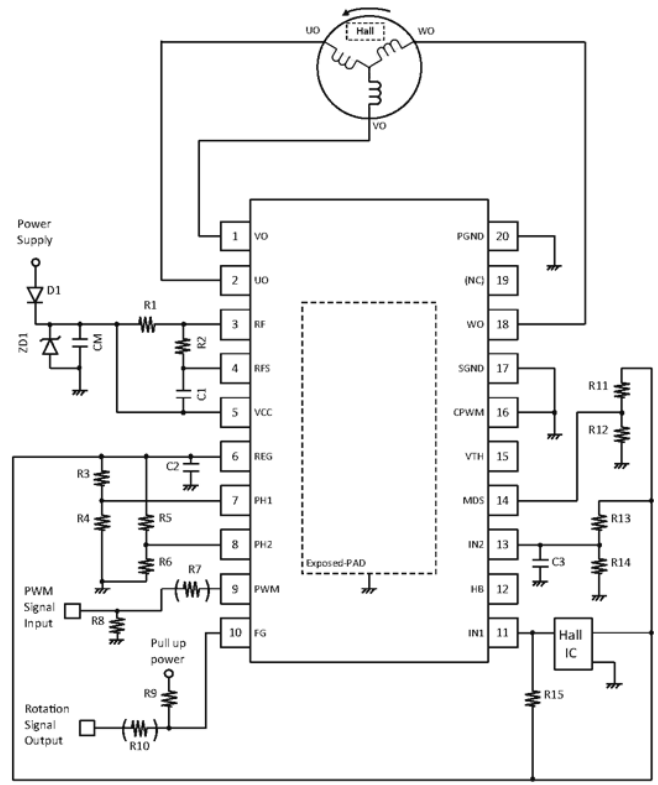 UO
Hall
WO
VO
Power
Supply
D1
ZD1
CM
R1
R2
C1
1 VO
2 UO
3 RF
4 RFS
5 VCC
6 REG
7 PH1
8 PH2
9 PWM
10 FG
PGND 20
(NC) 19
WO 18
SGND 17
CPWM 16
VTH 15
MDS 14
IN2 13
HB 12
IN1 11
Exposed-PAD
C2
R3
R4
R5
R6
(R7)
PWM
Signal
Input
R8
Pull up
power
R9
Rotation
Signal
Output
(R10)
R11
R12
R13
R14
C3
Hall
IC
R15